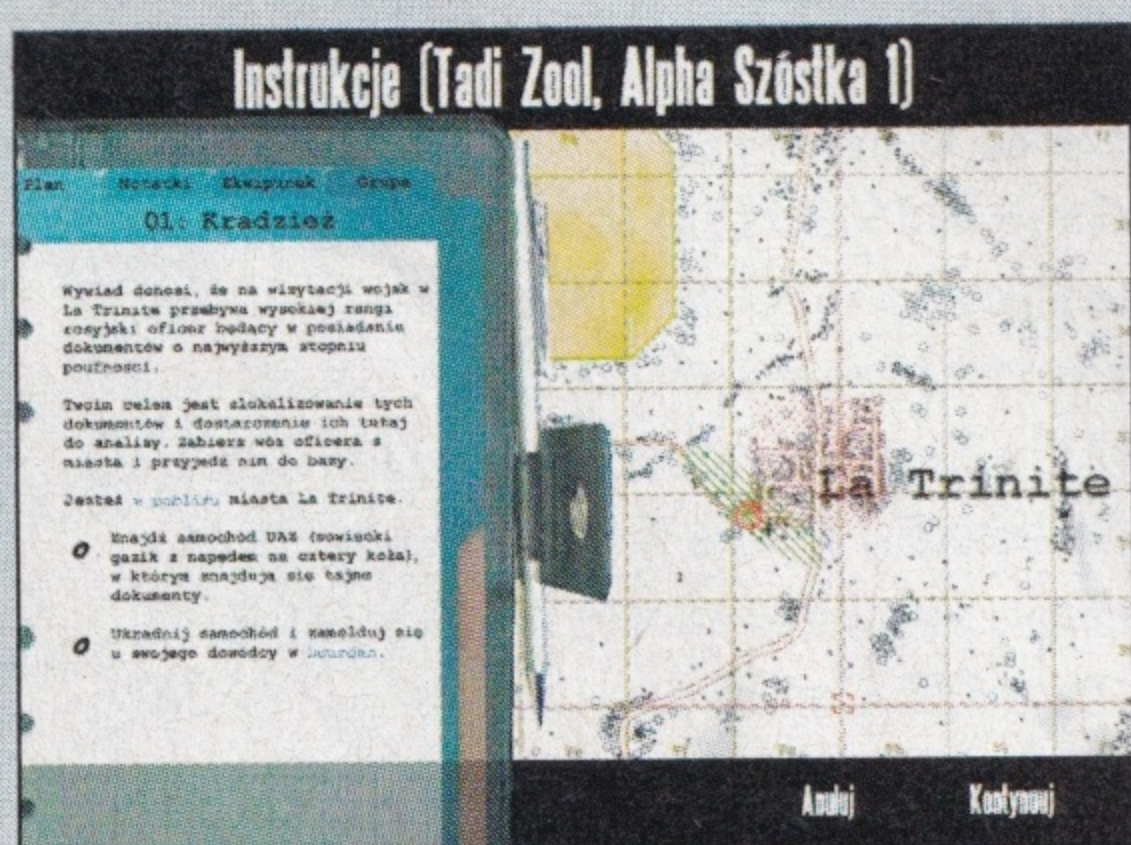 Instrukcje (Tadi Zool, Alpha Szóstka 1)
Plan Notatki Ekwipunek Grupa
01: Kradzież
Wywiad donosi, że na wizytacji wojsk w
La Trinite przebywa wysokiej rangi
rosyjski oficer będący w posiadaniu
dokumentów o najwyższym stopniu
poufności.
Twoim celem jest zlokalizowanie tych
dokumentów i dostarczenie ich tutaj
do analizy. Zabierz wóz oficera z
miasta i przyjedź nim do bazy.
Jesteś w pobliżu miasta La Trinite.
Znajdź samochód UAZ (sowiecki
gazik z napędem na cztery koła),
w którym znajdują się tajne
dokumenty.
Ukradnij samochód i zamelduj się
u swojego dowódcy w
La Trinite
Anuluj Kontynuuj